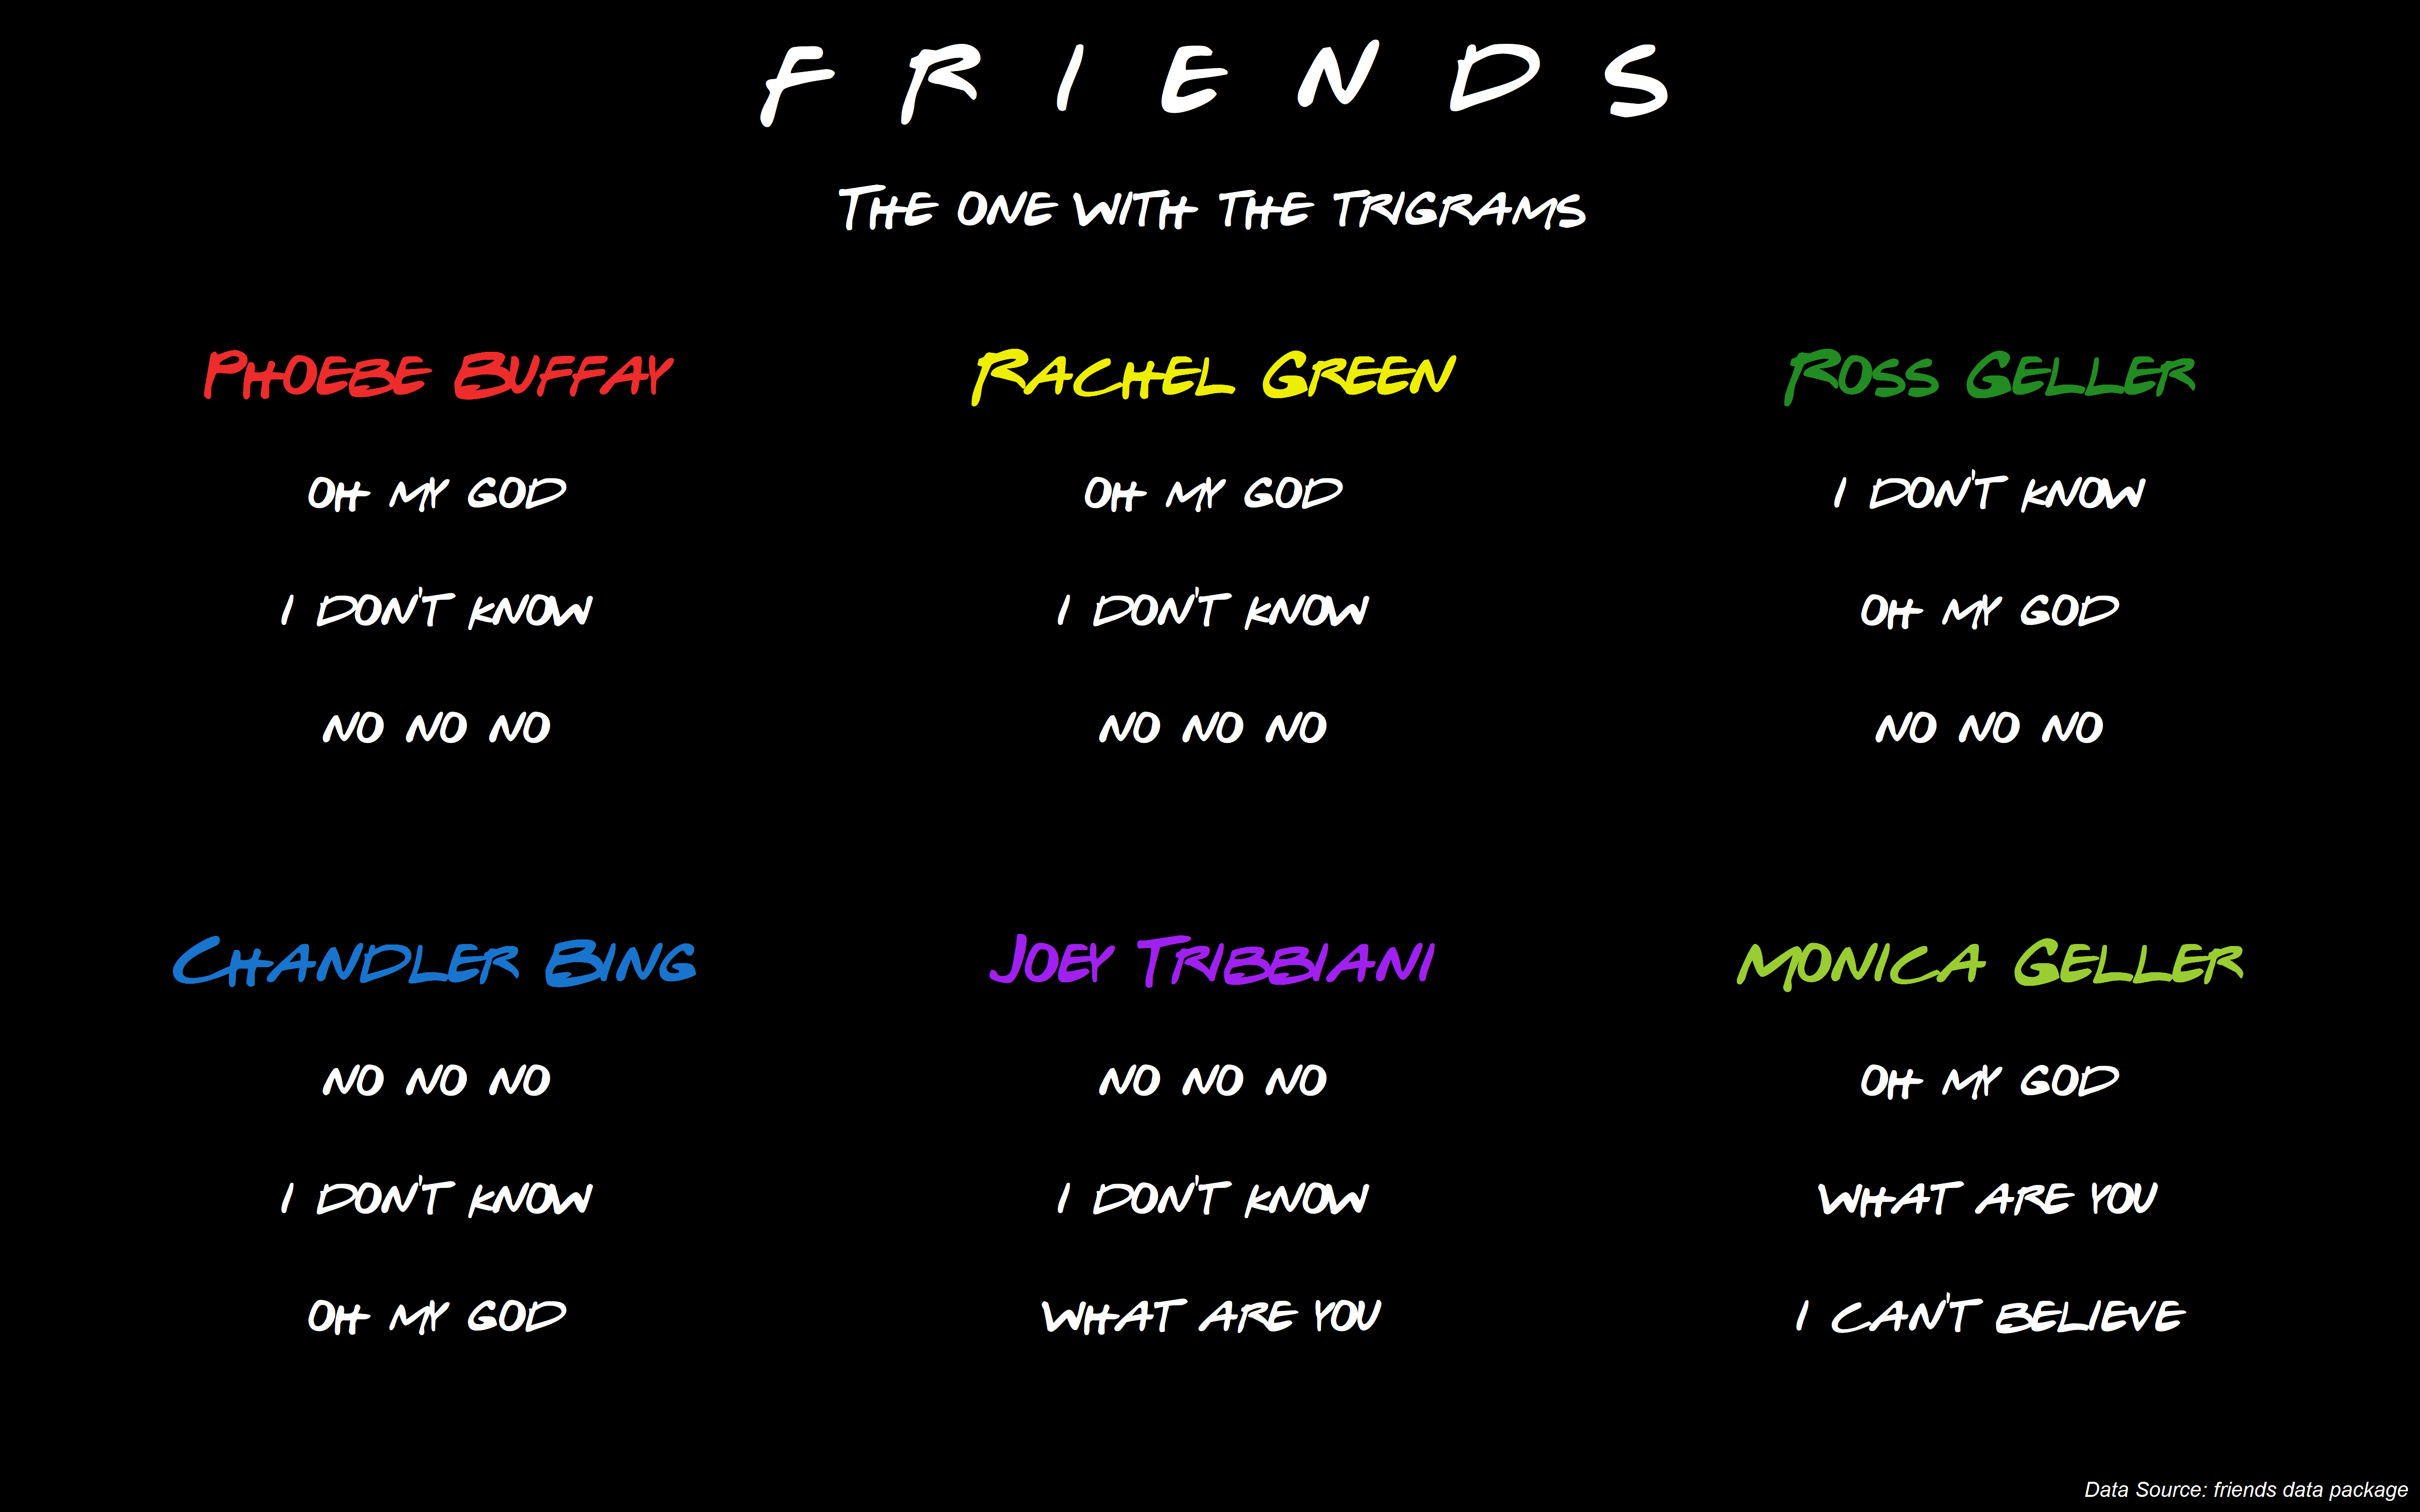 F R I E N D S
The one with the trigrams
Phoebe Buffay
oh my god
i don't know
no no no
Rachel Green
oh my god
i don't know
no no no
Ross Geller
i don't know
oh my god
no no no
Chandler Bing
no no no
i don't know
oh my god
Joey Tribbiani
no no no
i don't know
what are you
Monica Geller
oh my god
what are you
i can't believe
Data Source: friends data package